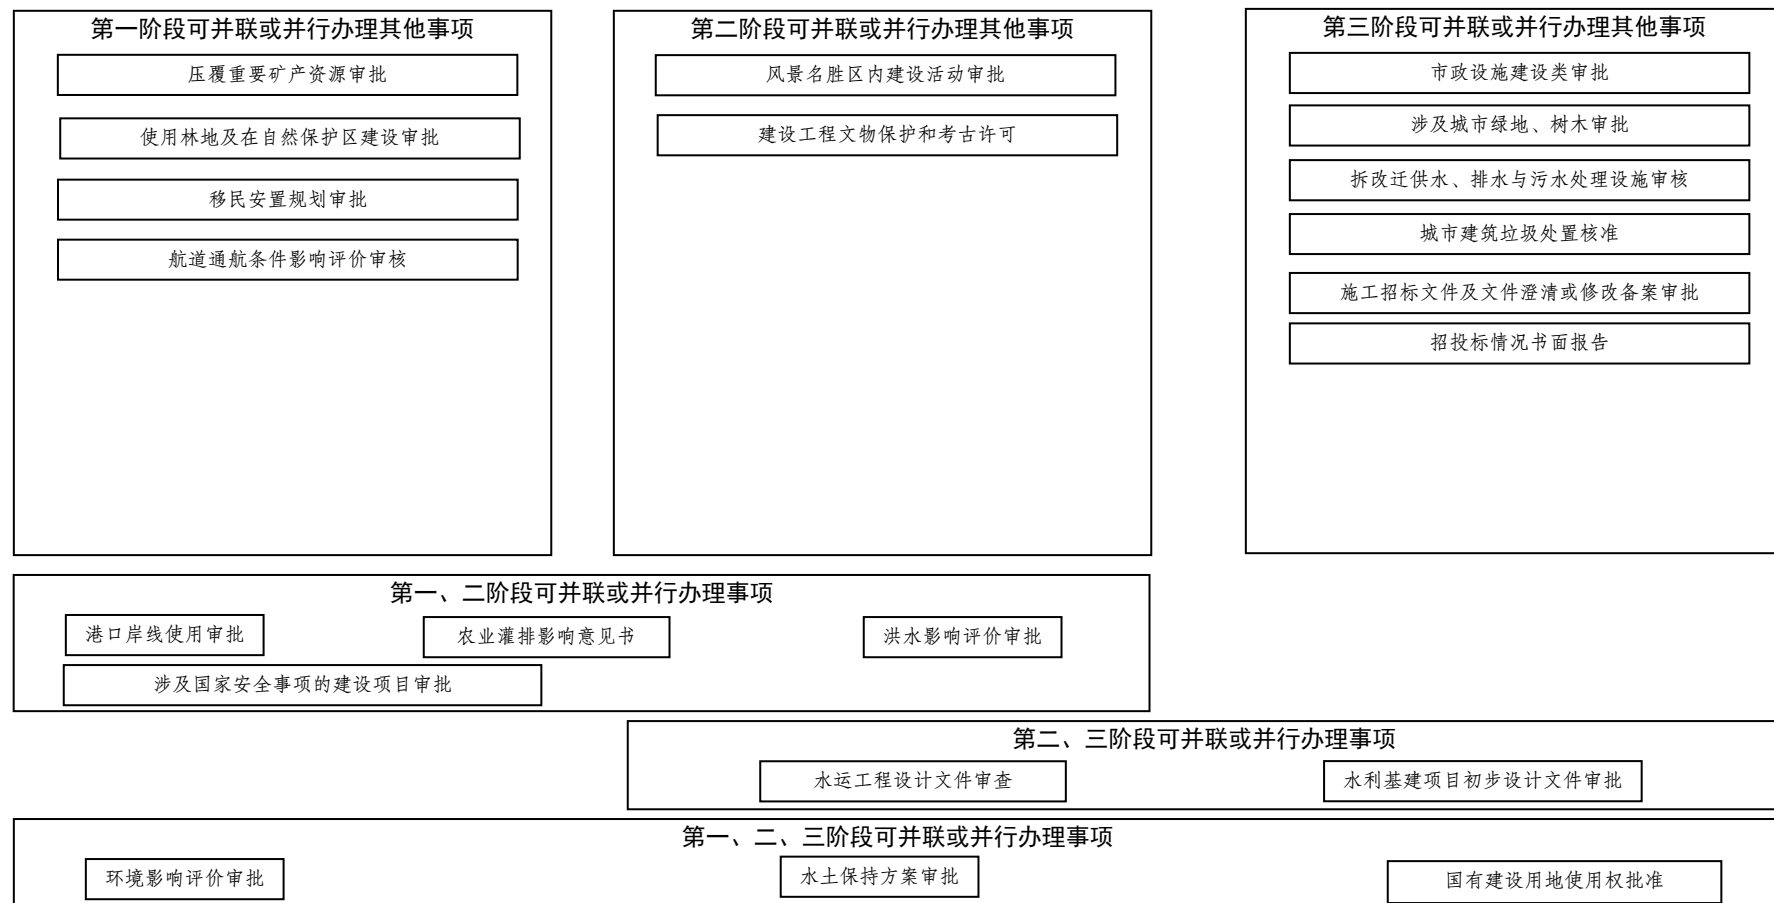 第一阶段可并联或并行办理其他事项
压覆重要矿产资源审批
使用林地及在自然保护区建设审批
移民安置规划审批
航道通航条件影响评价审核
第二阶段可并联或并行办理其他事项
风景名胜区内建设活动审批
建设工程文物保护和考古许可
第三阶段可并联或并行办理其他事项
市政设施建设类审批
涉及城市绿地、树木审批
拆改迁供水、排水与污水处理设施审核
城市建筑垃圾处置核准
施工招标文件及文件澄清或修改备案审批
招投标情况书面报告
第一、二阶段可并联或并行办理事项
港口岸线使用审批
农业灌排影响意见书
洪水影响评价审批
涉及国家安全事项的建设项目审批
第二、三阶段可并联或并行办理事项
水运工程设计文件审查
水利基建项目初步设计文件审批
第一、二、三阶段可并联或并行办理事项
环境影响评价审批
水土保持方案审批
国有建设用地使用权批准